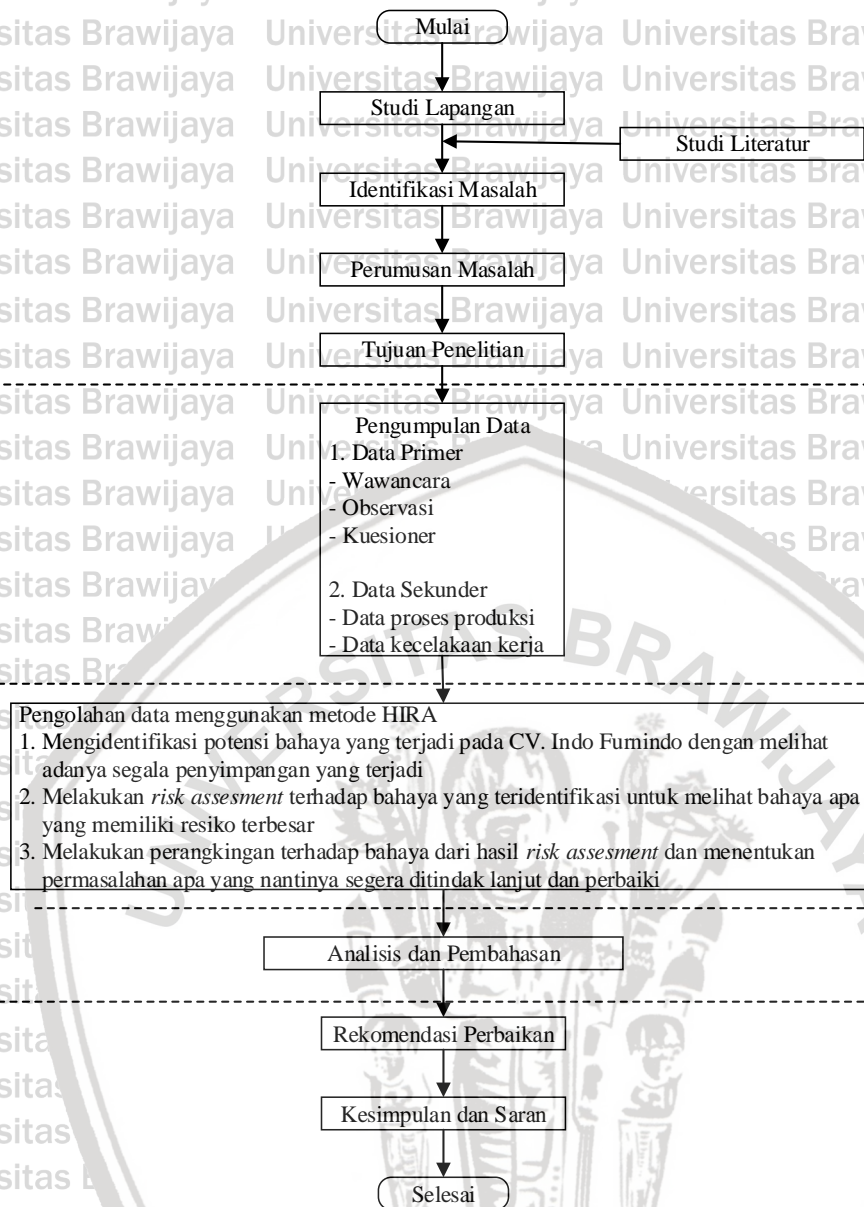 Mulai
Studi Lapangan
Studi Literatur
Identifikasi Masalah
Perumusan Masalah
Tujuan Penelitian
Pengumpulan Data
1. Data Primer
- Wawancara
- Observasi
- Kuesioner
2. Data Sekunder
- Data proses produksi
- Data kecelakaan kerja
Pengolahan data menggunakan metode HIRA
1. Mengidentifikasi potensi bahaya yang terjadi pada CV. Indo Furnindo dengan melihat
adanya segala penyimpangan yang terjadi
2. Melakukan risk assesment terhadap bahaya yang teridentifikasi untuk melihat bahaya apa
yang memiliki resiko terbesar
3. Melakukan perangkingan terhadap bahaya dari hasil risk assesment dan menentukan
permasalahan apa yang nantinya segera ditindak lanjut dan perbaiki
Analisis dan Pembahasan
Rekomendasi Perbaikan
Kesimpulan dan Saran
Selesai
UNIVERSITAS BRAWIJAYA